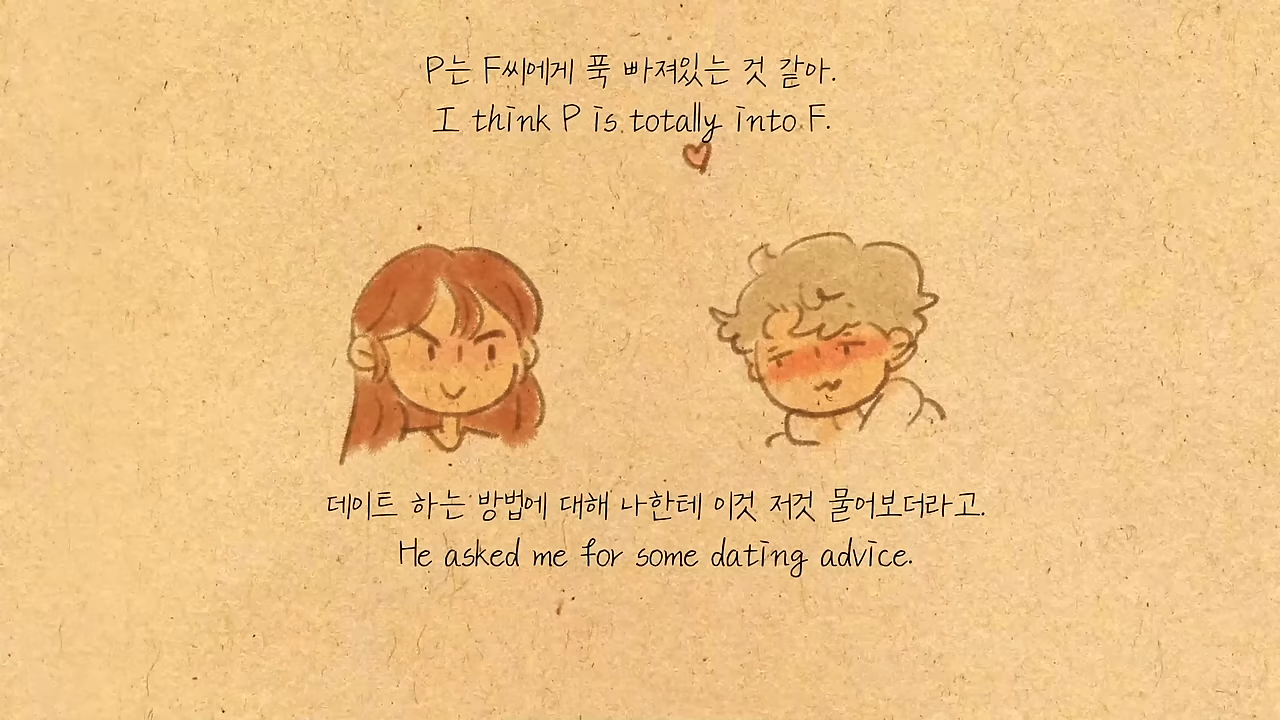 P는 F씨에게 푹 빠져있는 것 같아.
I think P is totally into F.
데이트 하는 방법에 대해 나한테 이것 저것 물어보더라고.
He asked me for some dating advice.